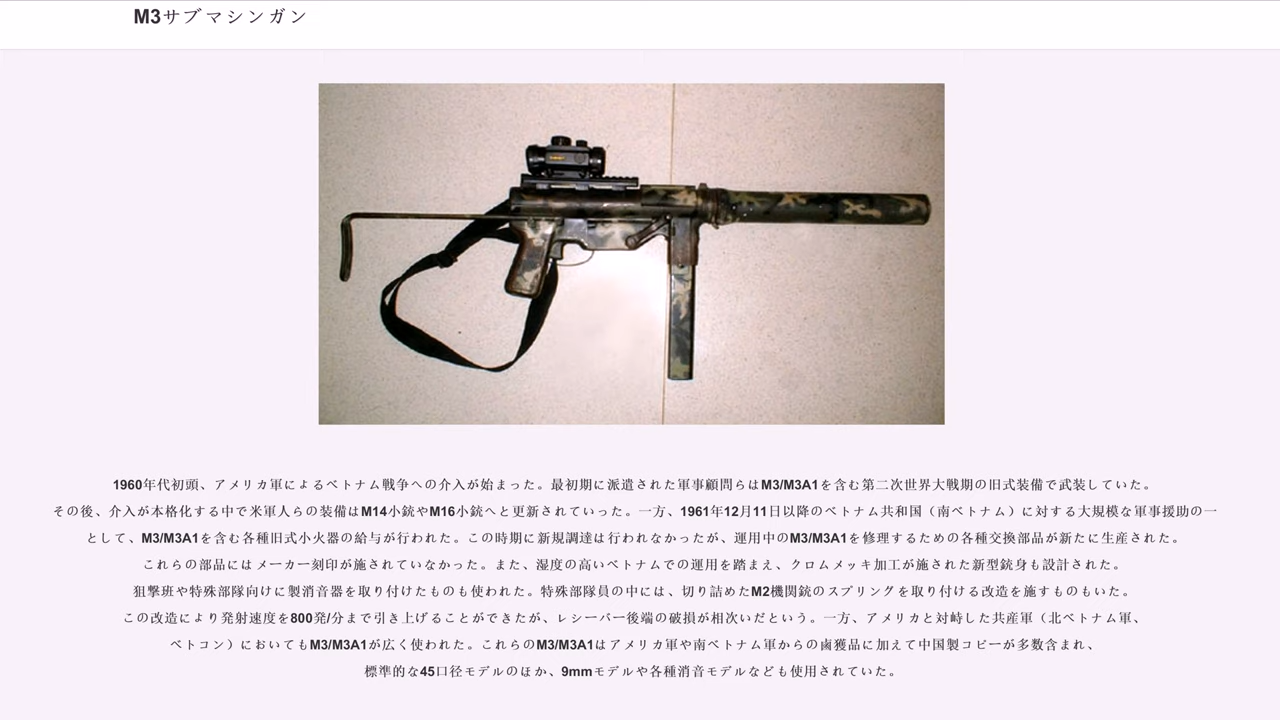 M3サブマシンガン
1960年代初頭、アメリカ軍によるベトナム戦争への介入が始まった。最初期に派遣された軍事顧問らはM3/M3A1を含む第二次世界大戦期の旧式装備で武装していた。
その後、介入が本格化する中で米軍人らの装備はM14小銃やM16小銃へと更新されていった。一方、1961年12月11日以降のベトナム共和国（南ベトナム）に対する大規模な軍事援助の一
として、M3/M3A1を含む各種旧式小火器の給与が行われた。この時期に新規調達は行われなかったが、運用中のM3/M3A1を修理するための各種交換部品が新たに生産された。
これらの部品にはメーカー刻印が施されていなかった。また、湿度の高いベトナムでの運用を踏まえ、クロムメッキ加工が施された新型銃身も設計された。
狙撃班や特殊部隊向けに製消音器を取り付けたものも使われた。特殊部隊員の中には、切り詰めたM2機関銃のスプリングを取り付ける改造を施すものもいた。
この改造により発射速度を800発/分まで引き上げることができたが、レシーバー後端の破損が相次いだという。一方、アメリカと対峙した共産軍（北ベトナム軍、
ベトコン）においてもM3/M3A1が広く使われた。これらのM3/M3A1はアメリカ軍や南ベトナム軍からの鹵獲品に加えて中国製コピーが多数含まれ、
標準的な45口径モデルのほか、9mmモデルや各種消音モデルなども使用されていた。